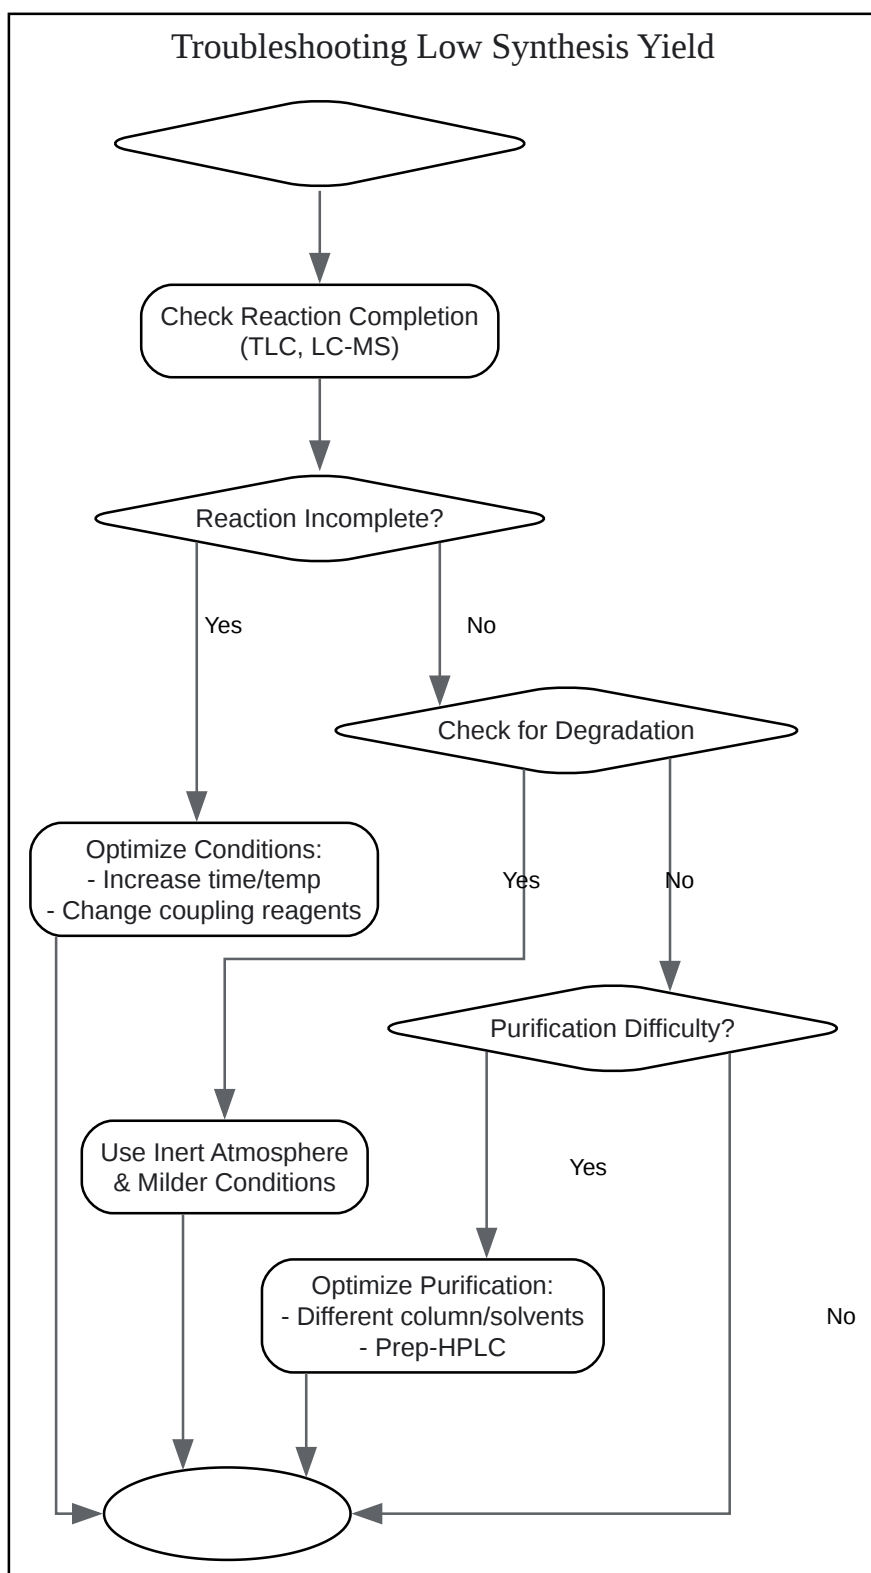 Troubleshooting Low Synthesis Yield
Check Reaction Completion
(TLC, LC-MS)
Reaction Incomplete?
Yes
No
Check for Degradation
Optimize Conditions:
- Increase time/temp
- Change coupling reagents
Yes
No
Purification Difficulty?
Use Inert Atmosphere
& Milder Conditions
Yes
Optimize Purification:
- Different column/solvents
- Prep-HPLC
No